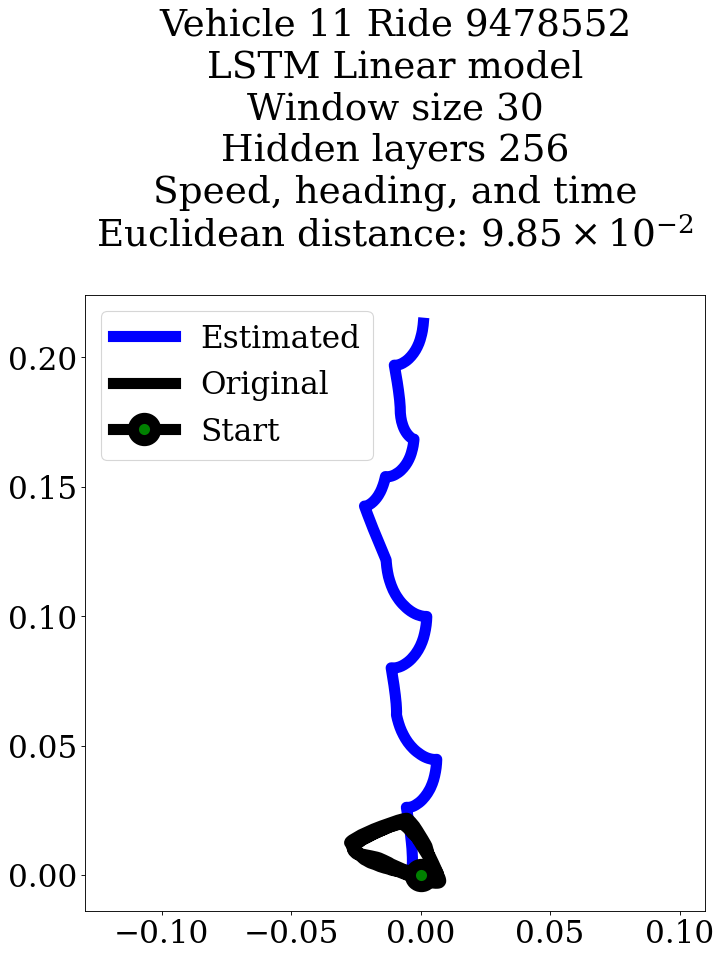 Vehicle 11 Ride 9478552
LSTM Linear model
Window size 30
Hidden layers 256
Speed, heading, and time
Euclidean distance: 9.85 × 10⁻²
Estimated
Original
Start
0.20
0.15
0.10
0.05
0.00
−0.10 −0.05 0.00 0.05 0.10